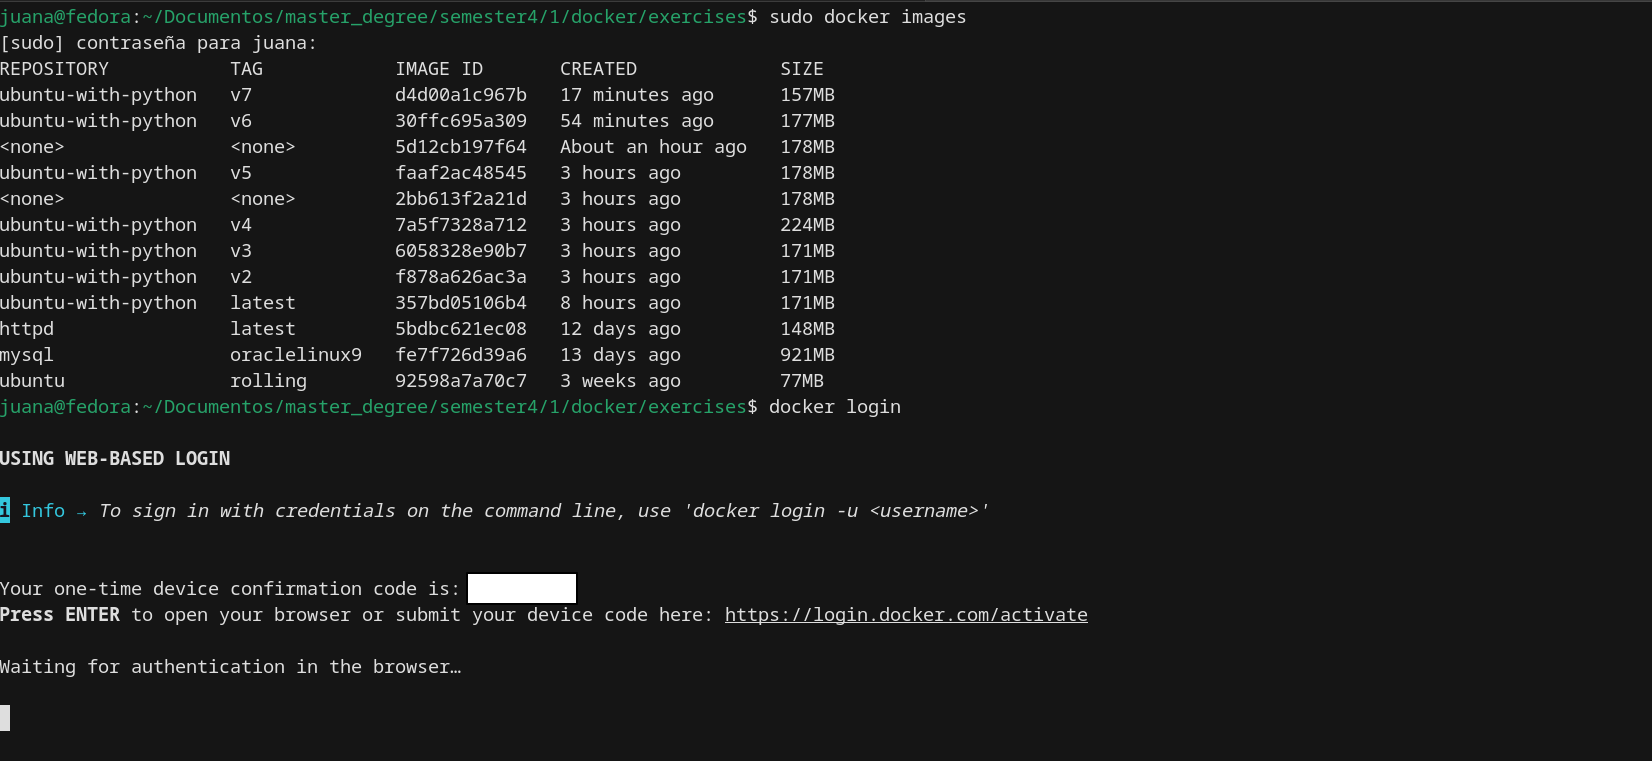 juana@fedora:~/Documentos/master_degree/semester4/1/docker/exercises$ sudo docker images
[sudo] contraseña para juana:
REPOSITORY TAG IMAGE ID CREATED SIZE
ubuntu-with-python v7 d4d00a1c967b 17 minutes ago 157MB
ubuntu-with-python v6 30ffc695a309 54 minutes ago 177MB
<none> <none> 5d12cb197f64 About an hour ago 178MB
ubuntu-with-python v5 faaf2ac48545 3 hours ago 178MB
<none> <none> 2bb613f2a21d 3 hours ago 178MB
ubuntu-with-python v4 7a5f7328a712 3 hours ago 224MB
ubuntu-with-python v3 6058328e90b7 3 hours ago 171MB
ubuntu-with-python v2 f878a626ac3a 3 hours ago 171MB
ubuntu-with-python latest 357bd05106b4 8 hours ago 171MB
httpd latest 5bdbc621ec08 12 days ago 148MB
mysql oraclelinux9 fe7f726d39a6 13 days ago 921MB
ubuntu rolling 92598a7a70c7 3 weeks ago 77MB
juana@fedora:~/Documentos/master_degree/semester4/1/docker/exercises$ docker login
USING WEB-BASED LOGIN
i Info → To sign in with credentials on the command line, use 'docker login -u <username>'
Your one-time device confirmation code is:
Press ENTER to open your browser or submit your device code here: https://login.docker.com/activate
Waiting for authentication in the browser…